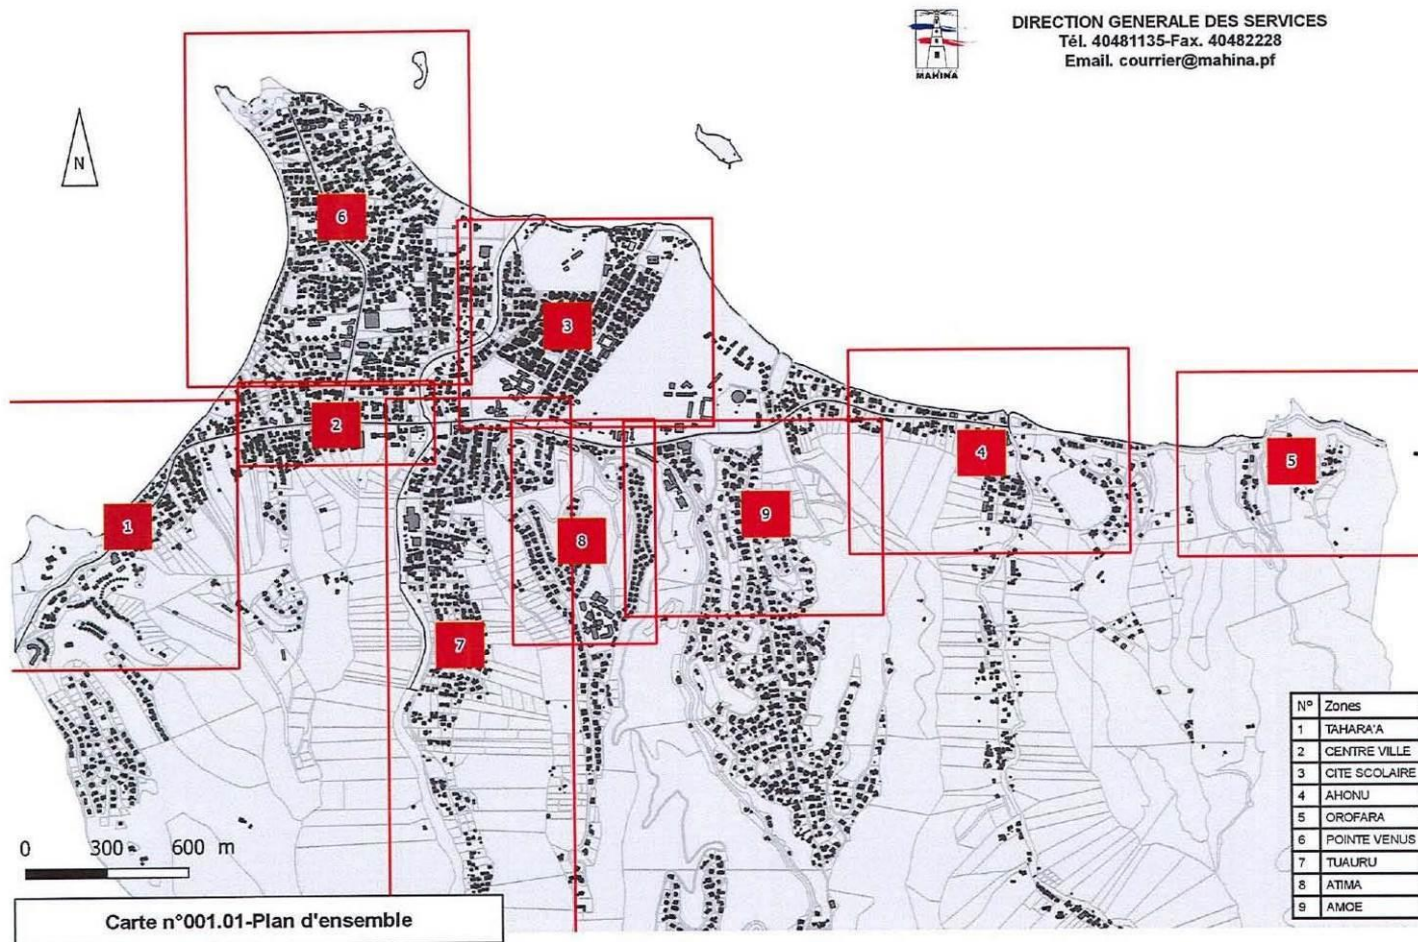 DIRECTION GENERALE DES SERVICES
Tél. 40481135-Fax. 40482228
Email. courrier@mahina.pf
MAHINA
N
6
3
2
4
5
1
9
8
7
Nº Zones
1 TAHARA'A
2 CENTRE VILLE
3 CITE SCOLAIRE
4 AHONU
5 OROFARA
6 POINTE VENUS
7 TUAURU
8 ATIMA
9 AMOE
0 300 600 m
Carte n°001.01-Plan d'ensemble